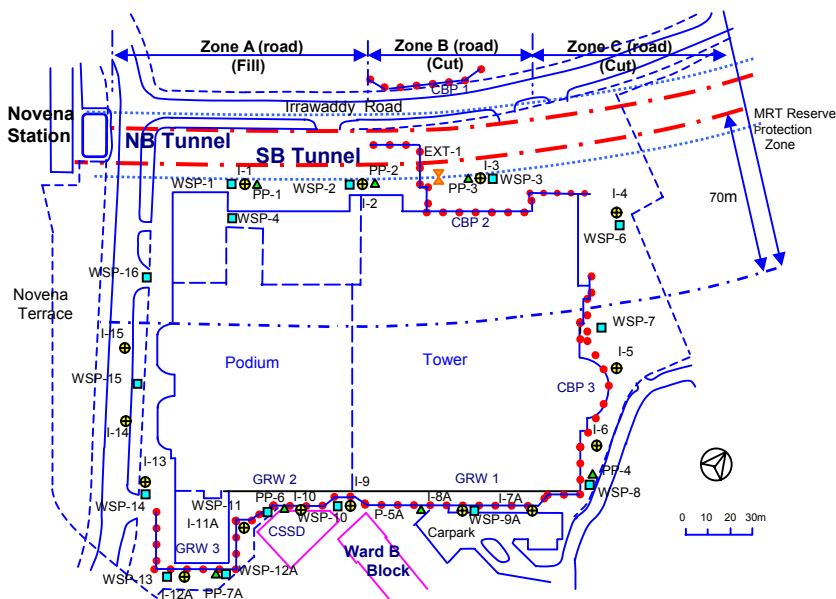 Zone A (road)
(Fill)
Zone B (road)
(Cut)
Zone C (road)
(Cut)
CBP 1
Irrawaddy Road
Novena
Station
NB Tunnel
SB Tunnel
MRT Reserve
Protection
Zone
EXT-1
I-1
PP-2
I-3
WSP-1
PP-1
WSP-2
I-2
PP-3
WSP-3
I-4
70m
WSP-4
CBP 2
WSP-6
WSP-16
Novena
Terrace
I-15
WSP-7
Podium
Tower
I-5
WSP-15
CBP 3
I-14
I-6
I-13
PP-4
GRW 2
I-9
GRW 1
WSP-8
WSP-14
WSP-11
PP-6
I-10
I-8A
I-7A
I-11A
WSP-10
P-5A
WSP-9A
CSSD
Carpark
0 10 20 30m
GRW 3
Ward B
Block
WSP-13
WSP-12A
I-12A
PP-7A